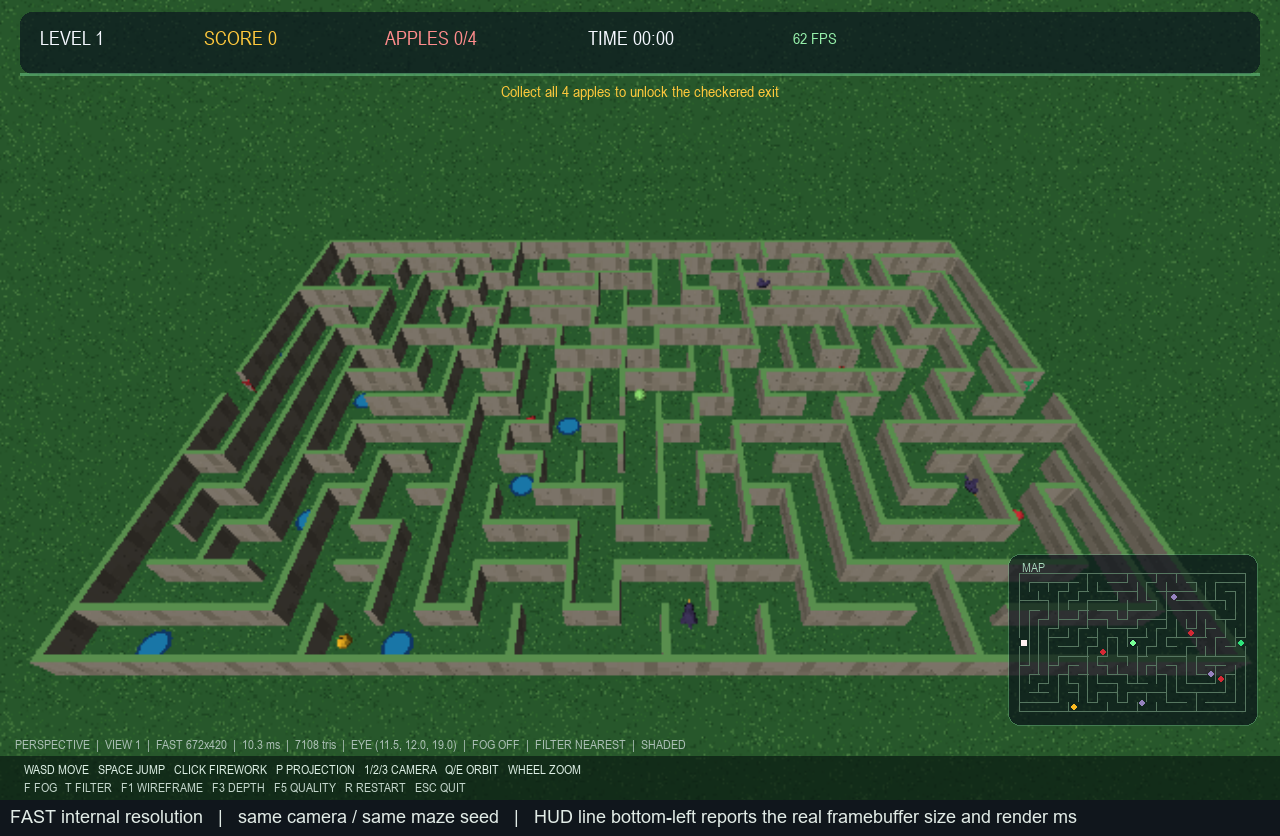 LEVEL 1 SCORE 0 APPLES 0/4 TIME 00:00 62 FPS
Collect all 4 apples to unlock the checkered exit
MAP
PERSPECTIVE | VIEW 1 | FAST 672x420 | 10.3 ms | 7108 tris | EYE (11.5, 12.0, 19.0) | FOG OFF | FILTER NEAREST | SHADED
WASD MOVE SPACE JUMP CLICK FIREWORK P PROJECTION 1/2/3 CAMERA Q/E ORBIT WHEEL ZOOM
F FOG T FILTER F1 WIREFRAME F3 DEPTH F5 QUALITY R RESTART ESC QUIT
FAST internal resolution | same camera / same maze seed | HUD line bottom-left reports the real framebuffer size and render ms